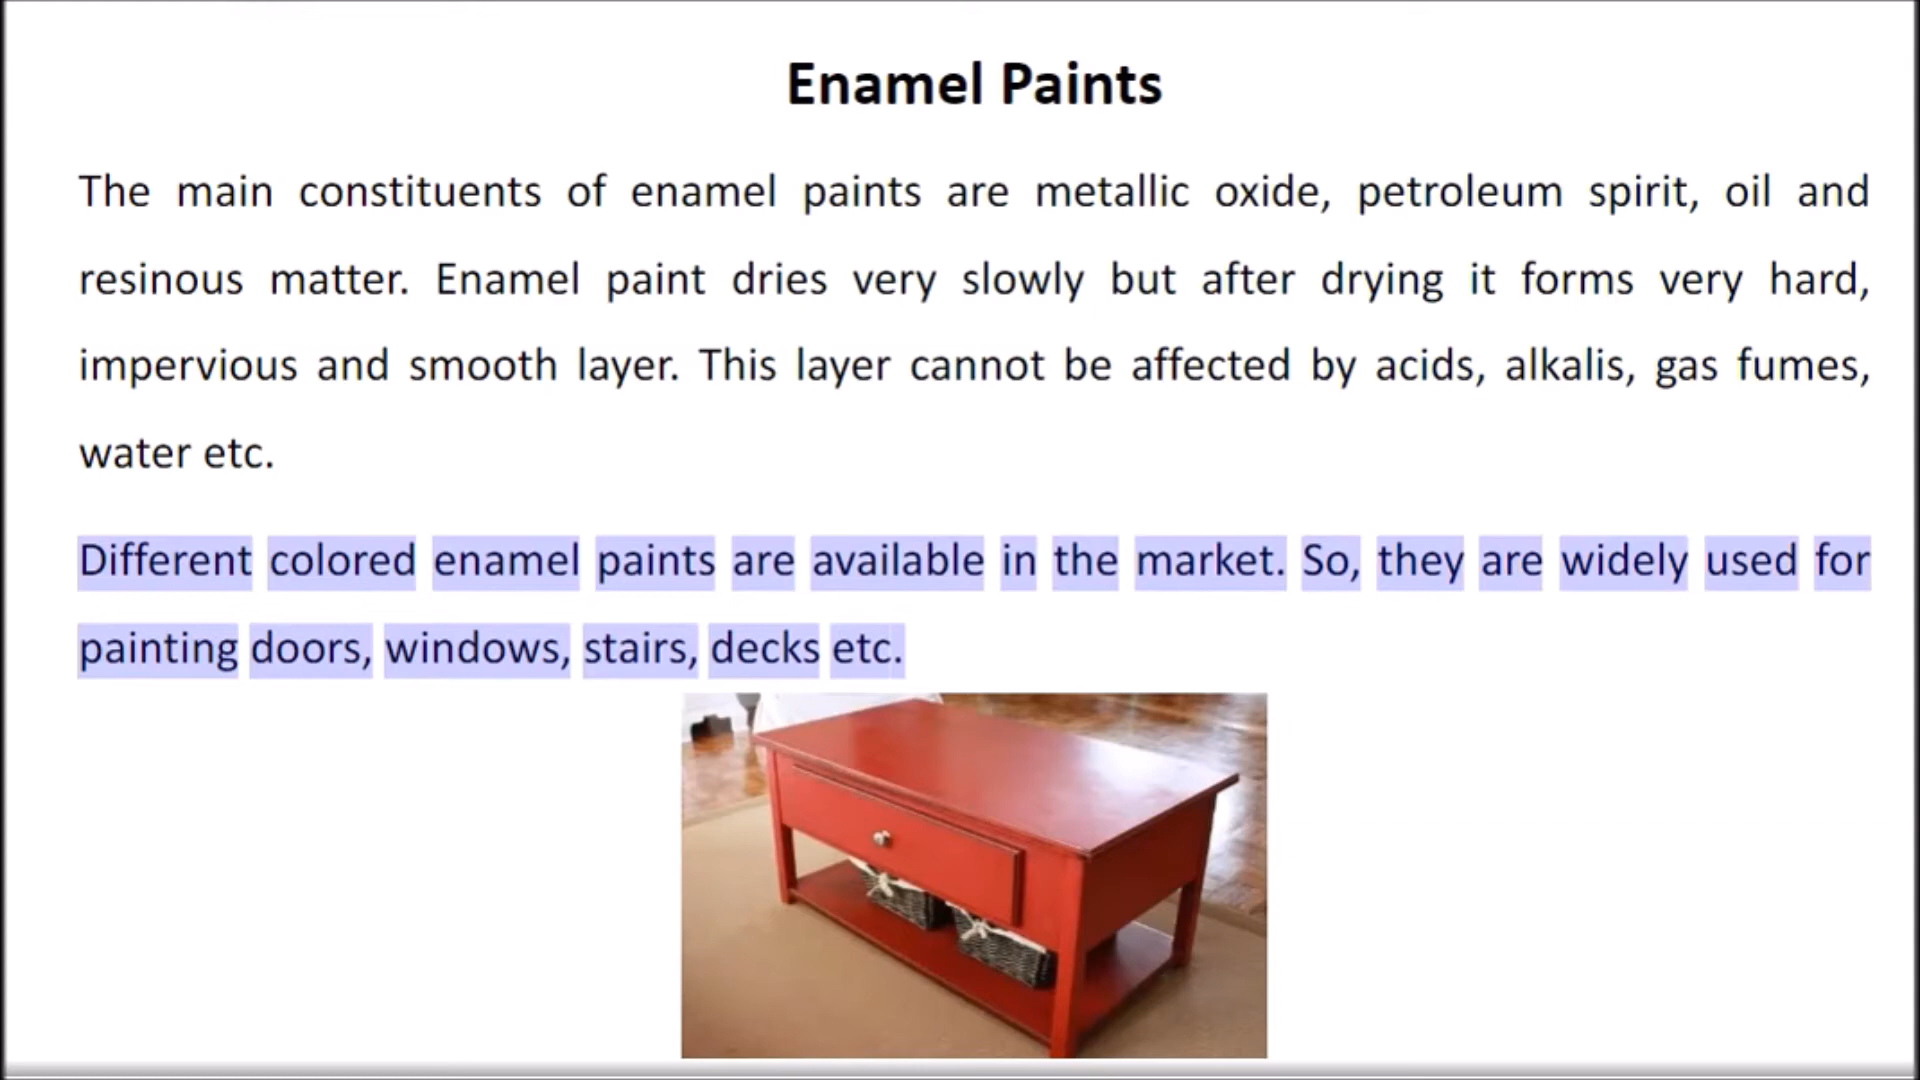 Enamel Paints
The main constituents of enamel paints are metallic oxide, petroleum spirit, oil and
resinous matter. Enamel paint dries very slowly but after drying it forms very hard,
impervious and smooth layer. This layer cannot be affected by acids, alkalis, gas fumes,
water etc.
Different colored enamel paints are available in the market. So, they are widely used for
painting doors, windows, stairs, decks etc.